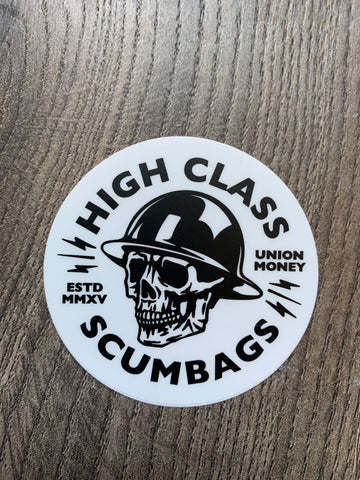 HIGH CLASS
ESTD
MMXV
UNION
MONEY
SCUMBAGS